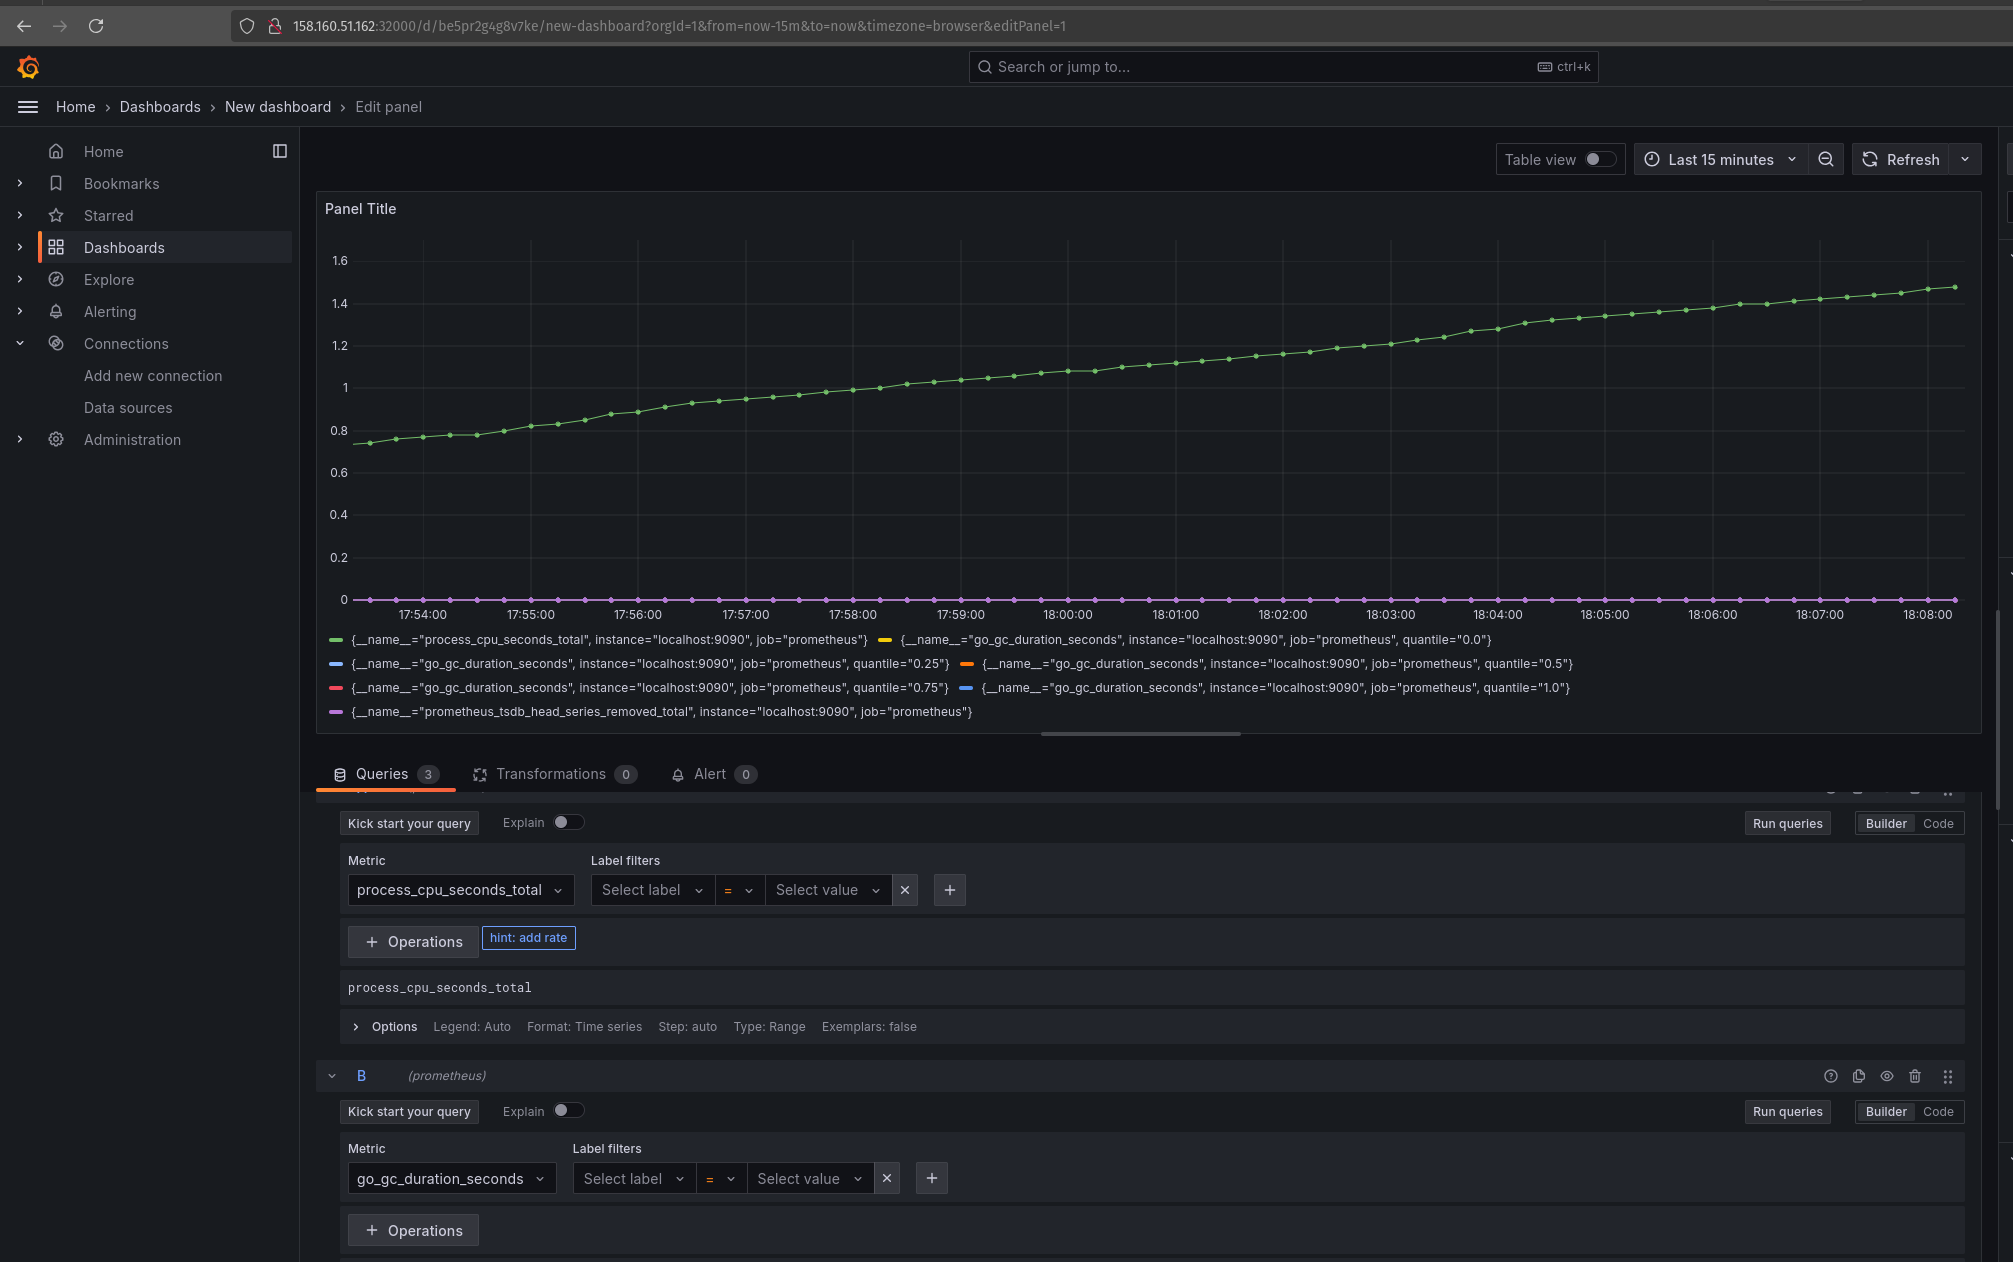 158.160.51.162:32000/d/be5pr2g4g8v7ke/new-dashboard?orgId=1&from=now-15m&to=now&timezone=browser&editPanel=1
Search or jump to...
ctrl+k
Home > Dashboards > New dashboard > Edit panel
Home
Bookmarks
Starred
Dashboards
Explore
Alerting
Connections
Add new connection
Data sources
Administration
Table view
Last 15 minutes
Refresh
Panel Title
1.6
1.4
1.2
1
0.8
0.6
0.4
0.2
0
17:54:00 17:55:00 17:56:00 17:57:00 17:58:00 17:59:00 18:00:00 18:01:00 18:02:00 18:03:00 18:04:00 18:05:00 18:06:00 18:07:00 18:08:00
{__name__="process_cpu_seconds_total", instance="localhost:9090", job="prometheus"} {__name__="go_gc_duration_seconds", instance="localhost:9090", job="prometheus", quantile="0.0"}
{__name__="go_gc_duration_seconds", instance="localhost:9090", job="prometheus", quantile="0.25"} {__name__="go_gc_duration_seconds", instance="localhost:9090", job="prometheus", quantile="0.5"}
{__name__="go_gc_duration_seconds", instance="localhost:9090", job="prometheus", quantile="0.75"} {__name__="go_gc_duration_seconds", instance="localhost:9090", job="prometheus", quantile="1.0"}
{__name__="prometheus_tsdb_head_series_removed_total", instance="localhost:9090", job="prometheus"}
Queries 3 Transformations 0 Alert 0
Kick start your query Explain Run queries Builder Code
Metric Label filters
process_cpu_seconds_total Select label = Select value
+ Operations hint: add rate
process_cpu_seconds_total
Options Legend: Auto Format: Time series Step: auto Type: Range Exemplars: false
B (prometheus)
Kick start your query Explain Run queries Builder Code
Metric Label filters
go_gc_duration_seconds Select label = Select value
+ Operations